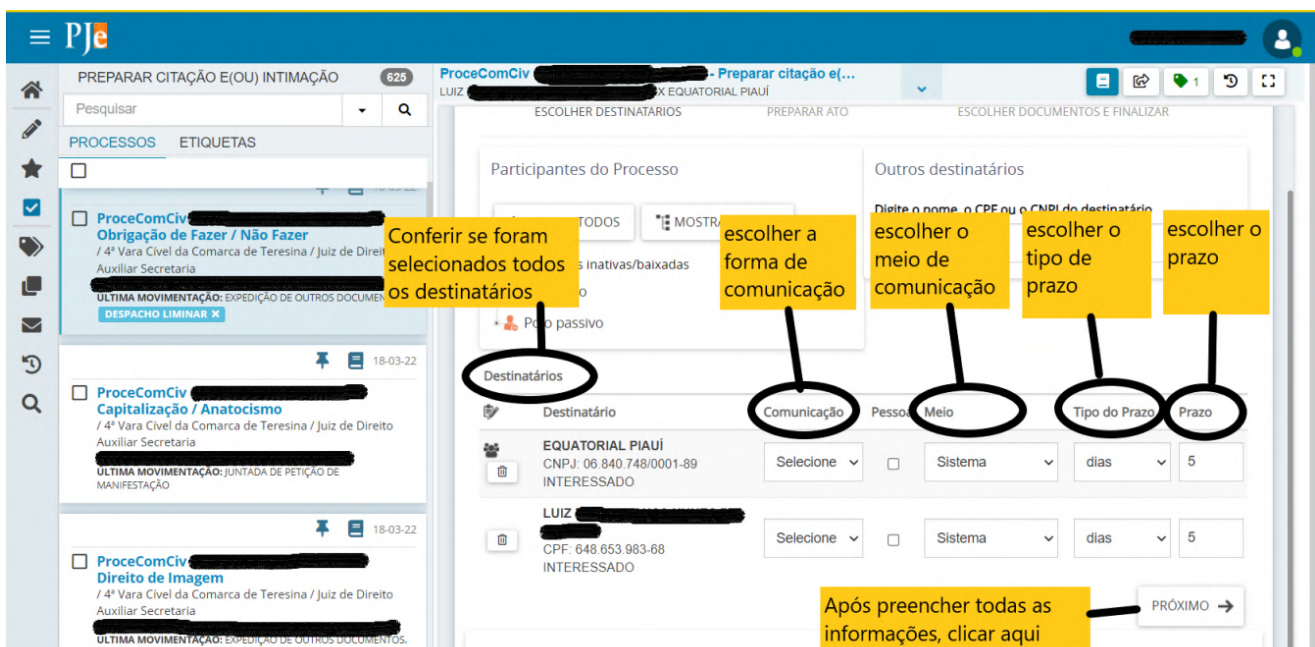 PJe
PREPARAR CITAÇÃO E(OU) INTIMAÇÃO 625
Pesquisar
PROCESSOS ETIQUETAS
ProceComCiv
Obrigação de Fazer / Não Fazer
/ 4ª Vara Cível da Comarca de Teresina / Juiz de Direit
Auxiliar Secretaria
ÚLTIMA MOVIMENTAÇÃO: EXPEDIÇÃO DE OUTROS DOCUMEN
DESPACHO LIMINAR X
18-03-22
ProceComCiv
Capitalização / Anatocismo
/ 4ª Vara Cível da Comarca de Teresina / Juiz de Direito
Auxiliar Secretaria
ÚLTIMA MOVIMENTAÇÃO: JUNTADA DE PETIÇÃO DE
MANIFESTAÇÃO
18-03-22
ProceComCiv
Direito de Imagem
/ 4ª Vara Cível da Comarca de Teresina / Juiz de Direito
Auxiliar Secretaria
ÚLTIMA MOVIMENTAÇÃO: EXPEDIÇÃO DE OUTROS DOCUMENTOS.
ProceComCiv - Preparar citação e(...
LUIZ X EQUATORIAL PIAUÍ
1
ESCOLHER DESTINATÁRIOS PREPARAR ATO ESCOLHER DOCUMENTOS E FINALIZAR
Participantes do Processo
TODOS MOSTRA
s inativas/baixadas
o
Polo passivo
Outros destinatários
Digite o nome, o CPF ou o CNPJ do destinatário
Conferir se foram
selecionados todos
os destinatários
escolher a
forma de
comunicação
escolher o
meio de
comunicação
escolher o
tipo de
prazo
escolher o
prazo
Destinatários
Destinatário Comunicação Pessoa Meio Tipo do Prazo Prazo
EQUATORIAL PIAUÍ
CNPJ: 06.840.748/0001-89
INTERESSADO
Selecione Sistema dias 5
LUIZ
CPF: 648.653.983-68
INTERESSADO
Selecione Sistema dias 5
Após preencher todas as
informações, clicar aqui
PRÓXIMO →